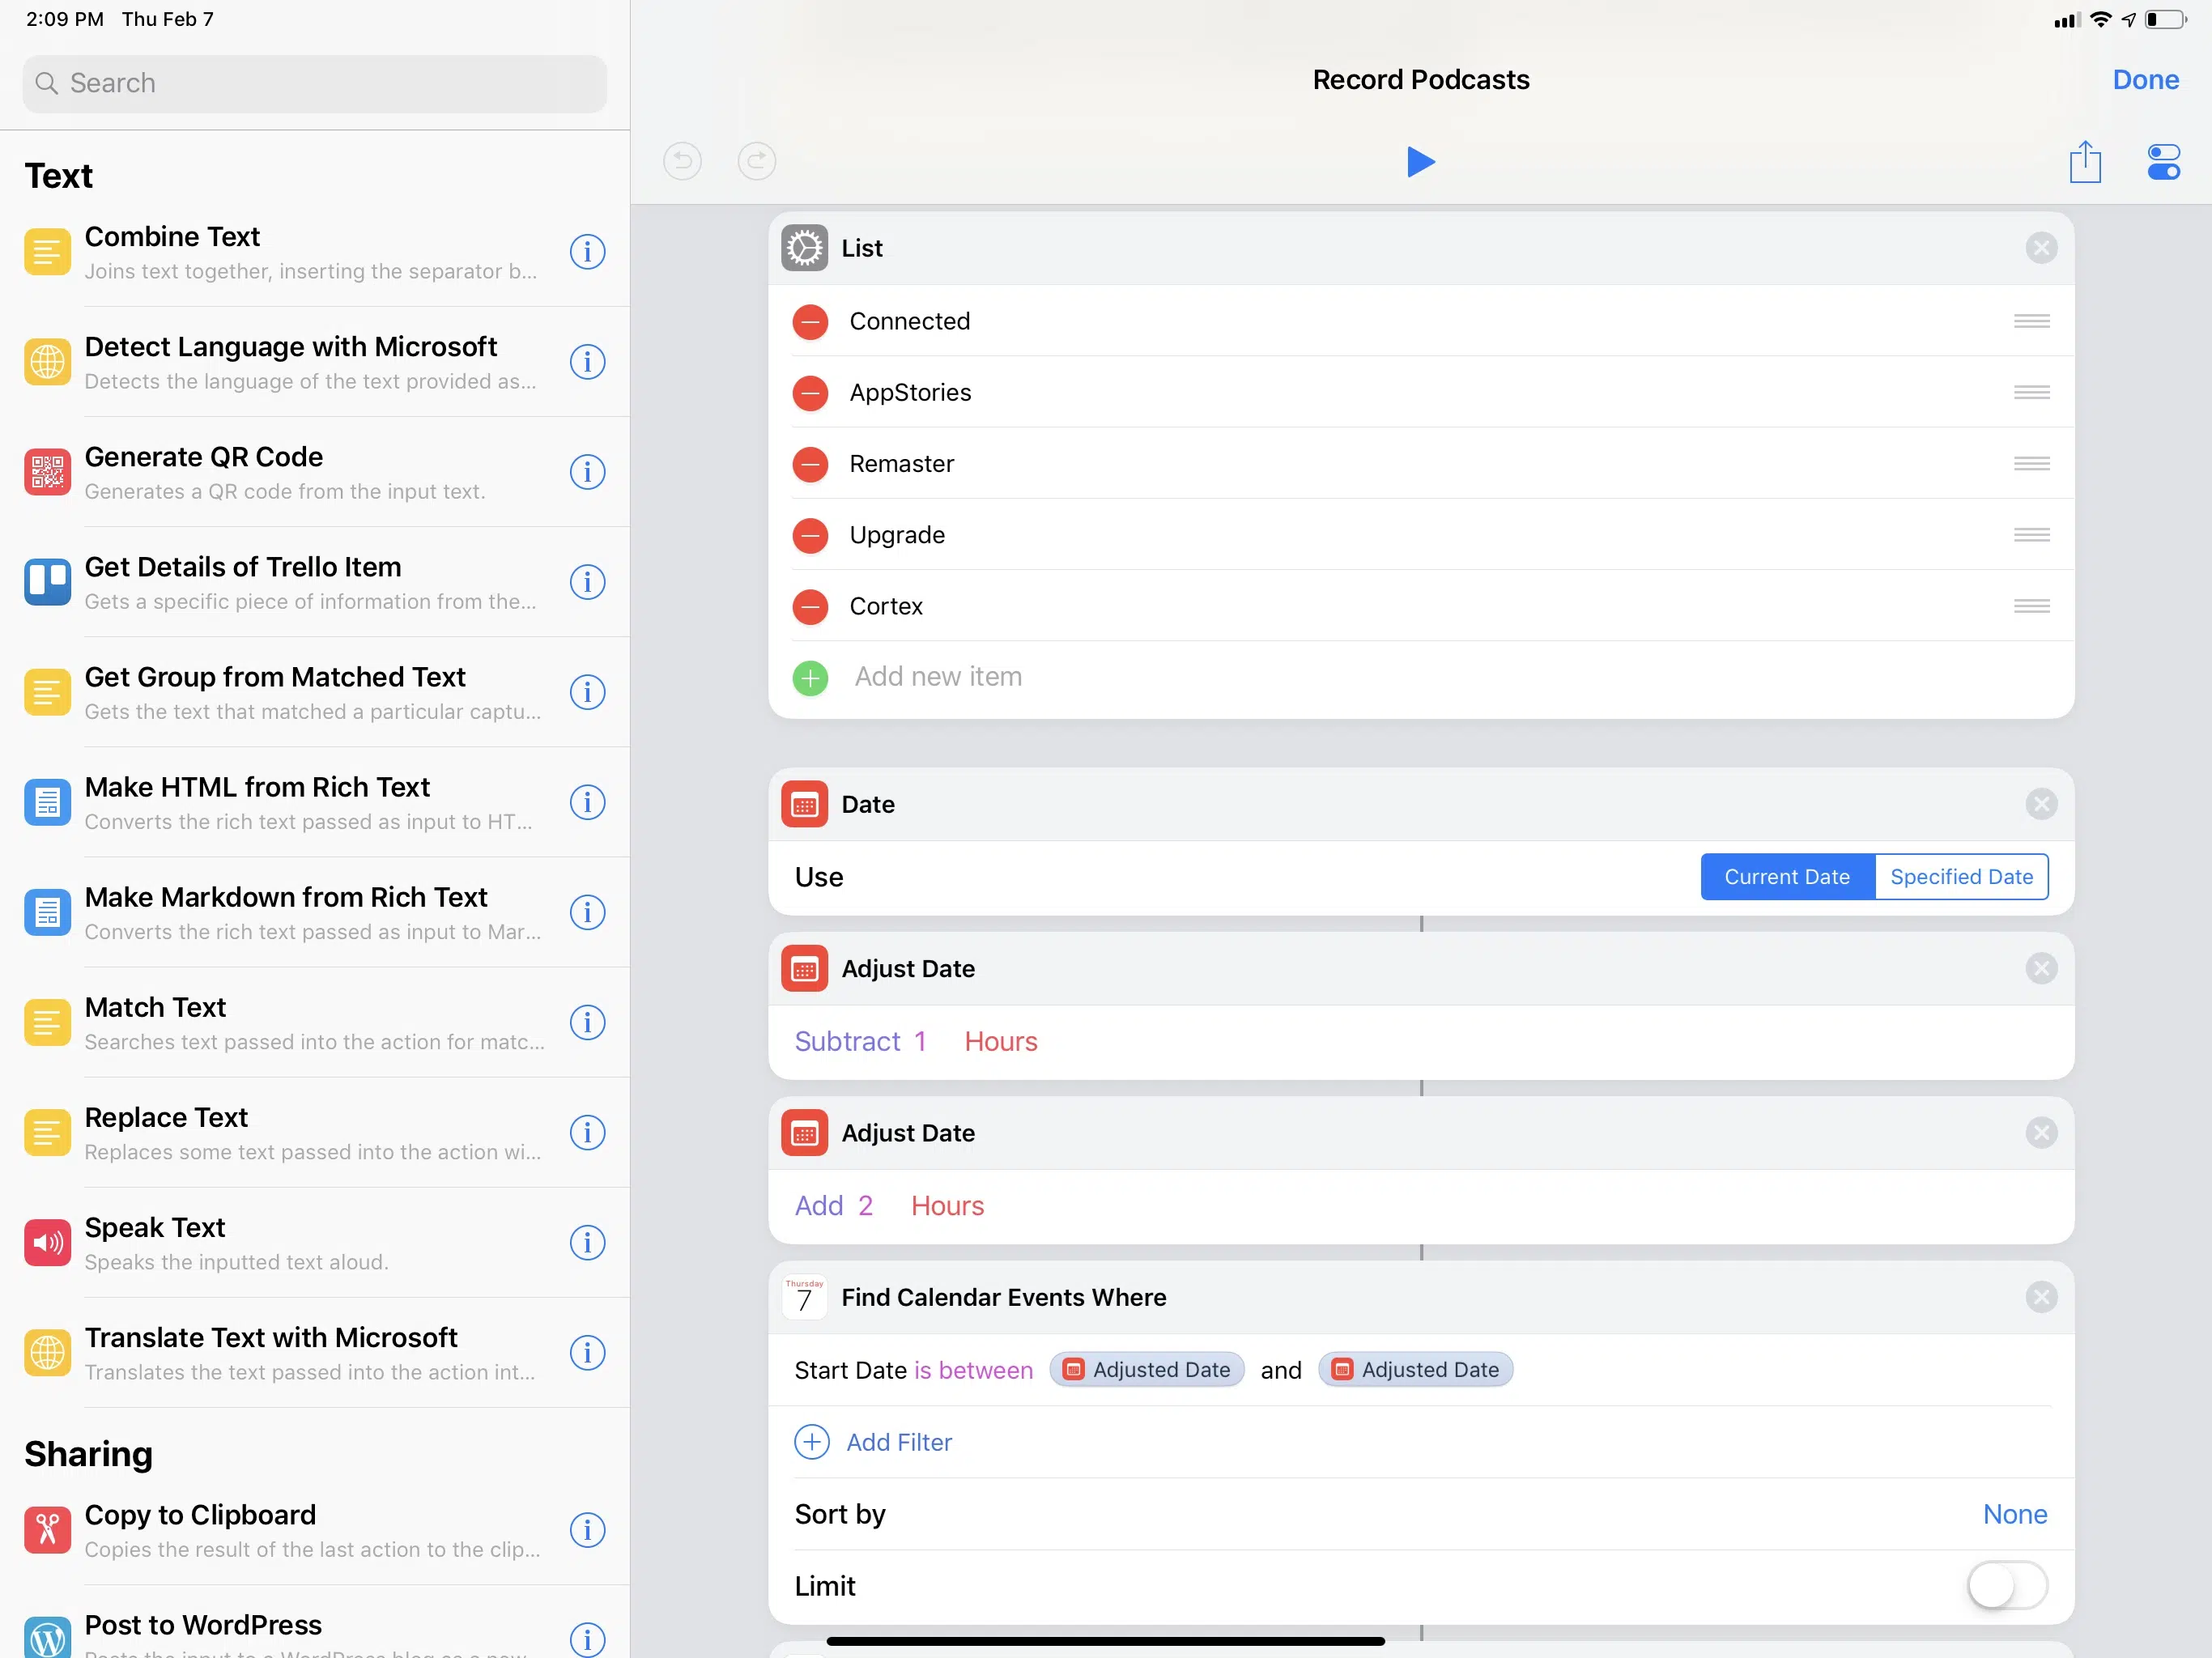 2:09 PM Thu Feb 7
Search
Text
Combine Text
Joins text together, inserting the separator b...
Detect Language with Microsoft
Detects the language of the text provided as...
Generate QR Code
Generates a QR code from the input text.
Get Details of Trello Item
Gets a specific piece of information from the...
Get Group from Matched Text
Gets the text that matched a particular captu...
Make HTML from Rich Text
Converts the rich text passed as input to HT...
Make Markdown from Rich Text
Converts the rich text passed as input to Mar...
Match Text
Searches text passed into the action for matc...
Replace Text
Replaces some text passed into the action wi...
Speak Text
Speaks the inputted text aloud.
Translate Text with Microsoft
Translates the text passed into the action int...
Sharing
Copy to Clipboard
Copies the result of the last action to the clip...
Post to WordPress
Record Podcasts
Done
List
Connected
AppStories
Remaster
Upgrade
Cortex
Add new item
Date
Use Current Date Specified Date
Adjust Date
Subtract 1 Hours
Adjust Date
Add 2 Hours
Thursday
7
Find Calendar Events Where
Start Date is between Adjusted Date and Adjusted Date
Add Filter
Sort by None
Limit